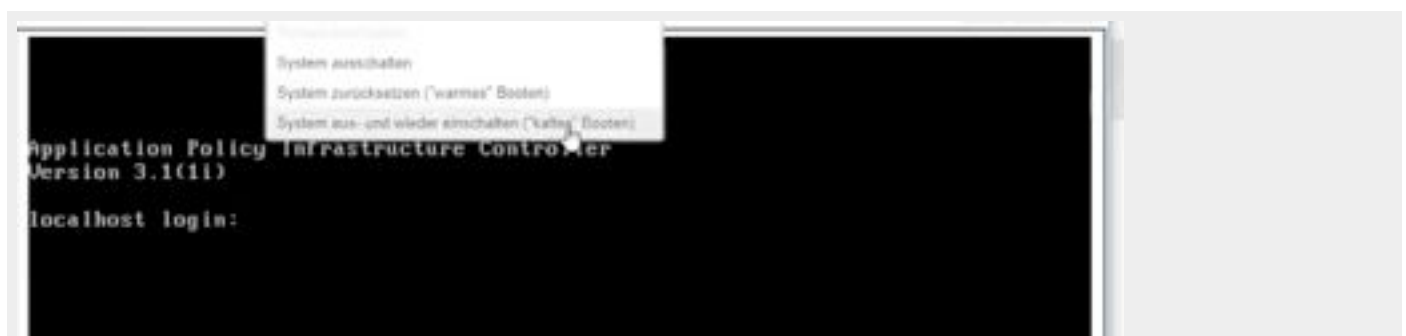 System ausschalten
System zurücksetzen ("warmes" Booten)
System aus- und wieder einschalten ("kaltes" Booten)
Application Policy Infrastructure Controller
Version 3.1(1i)
localhost login: